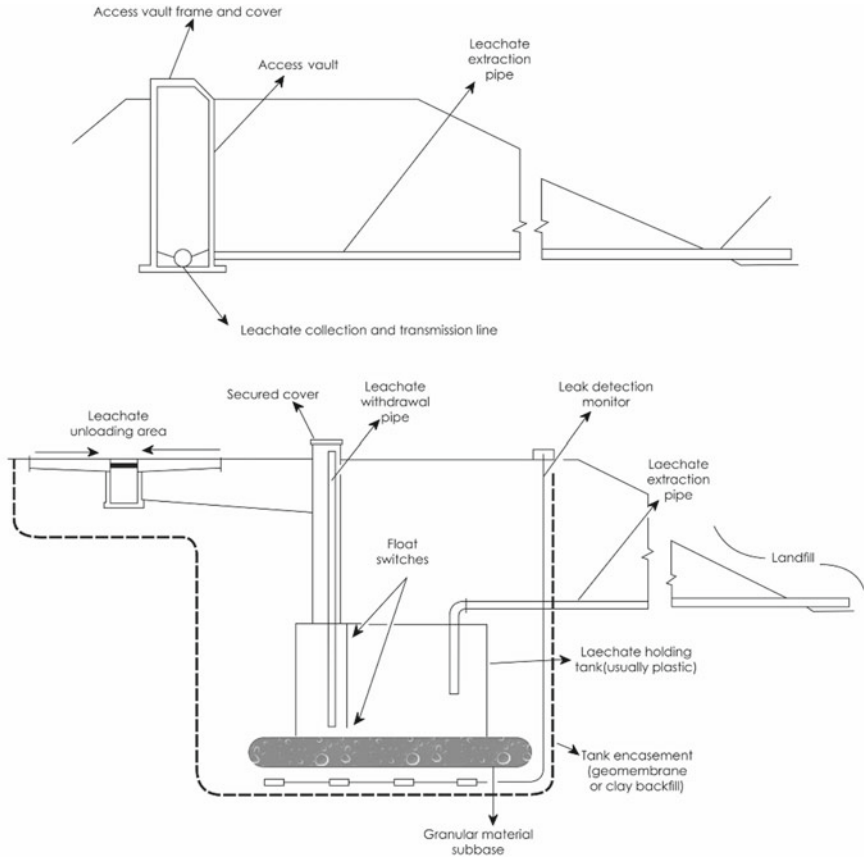 Access vault frame and cover
Access vault
Leachate
extraction pipe
Leachate collection and transmission line
Leachate
unloading area
Secured cover
Leachate
withdrawal
pipe
Leak detection
monitor
Laechate
extraction
pipe
Float
switches
Landfill
Laechate holding
tank(usually plastic)
Tank encasement
(geomembrane
or clay backfill)
Granular material
subbase